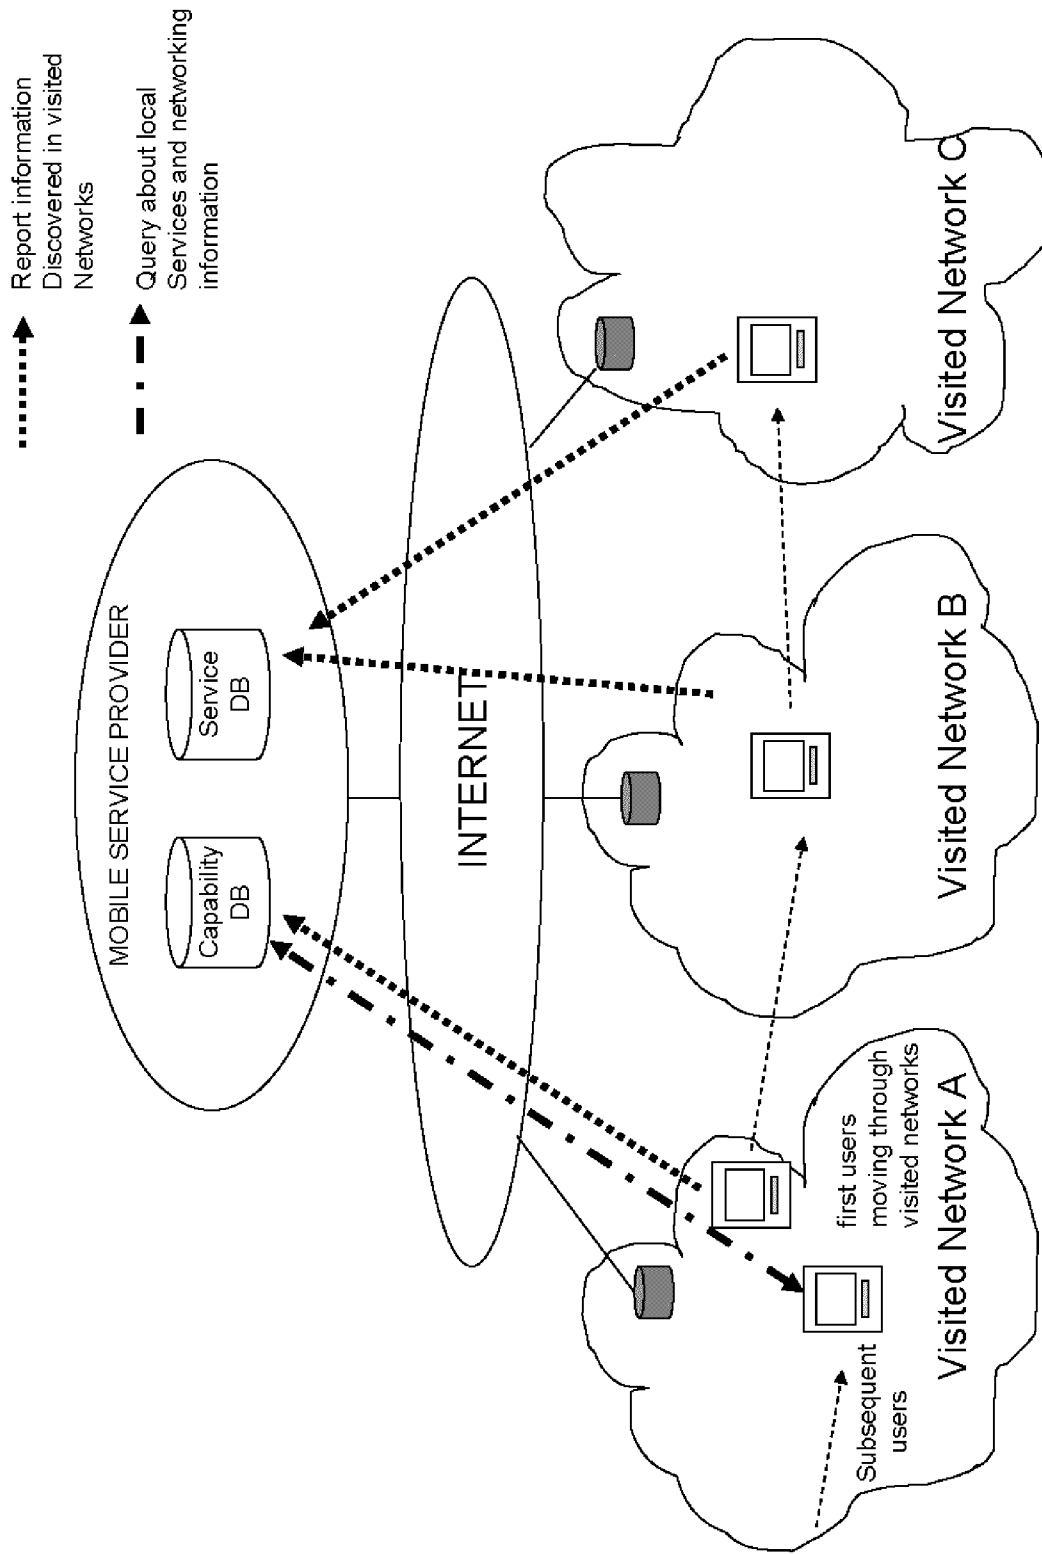 Report information
Discovered in visited
Networks
Query about local
Services and networking
information
MOBILE SERVICE PROVIDER
Capability
DB
Service
DB
INTERNET
first users
moving through
visited networks
Subsequent
users
Visited Network A
Visited Network B
Visited Network C